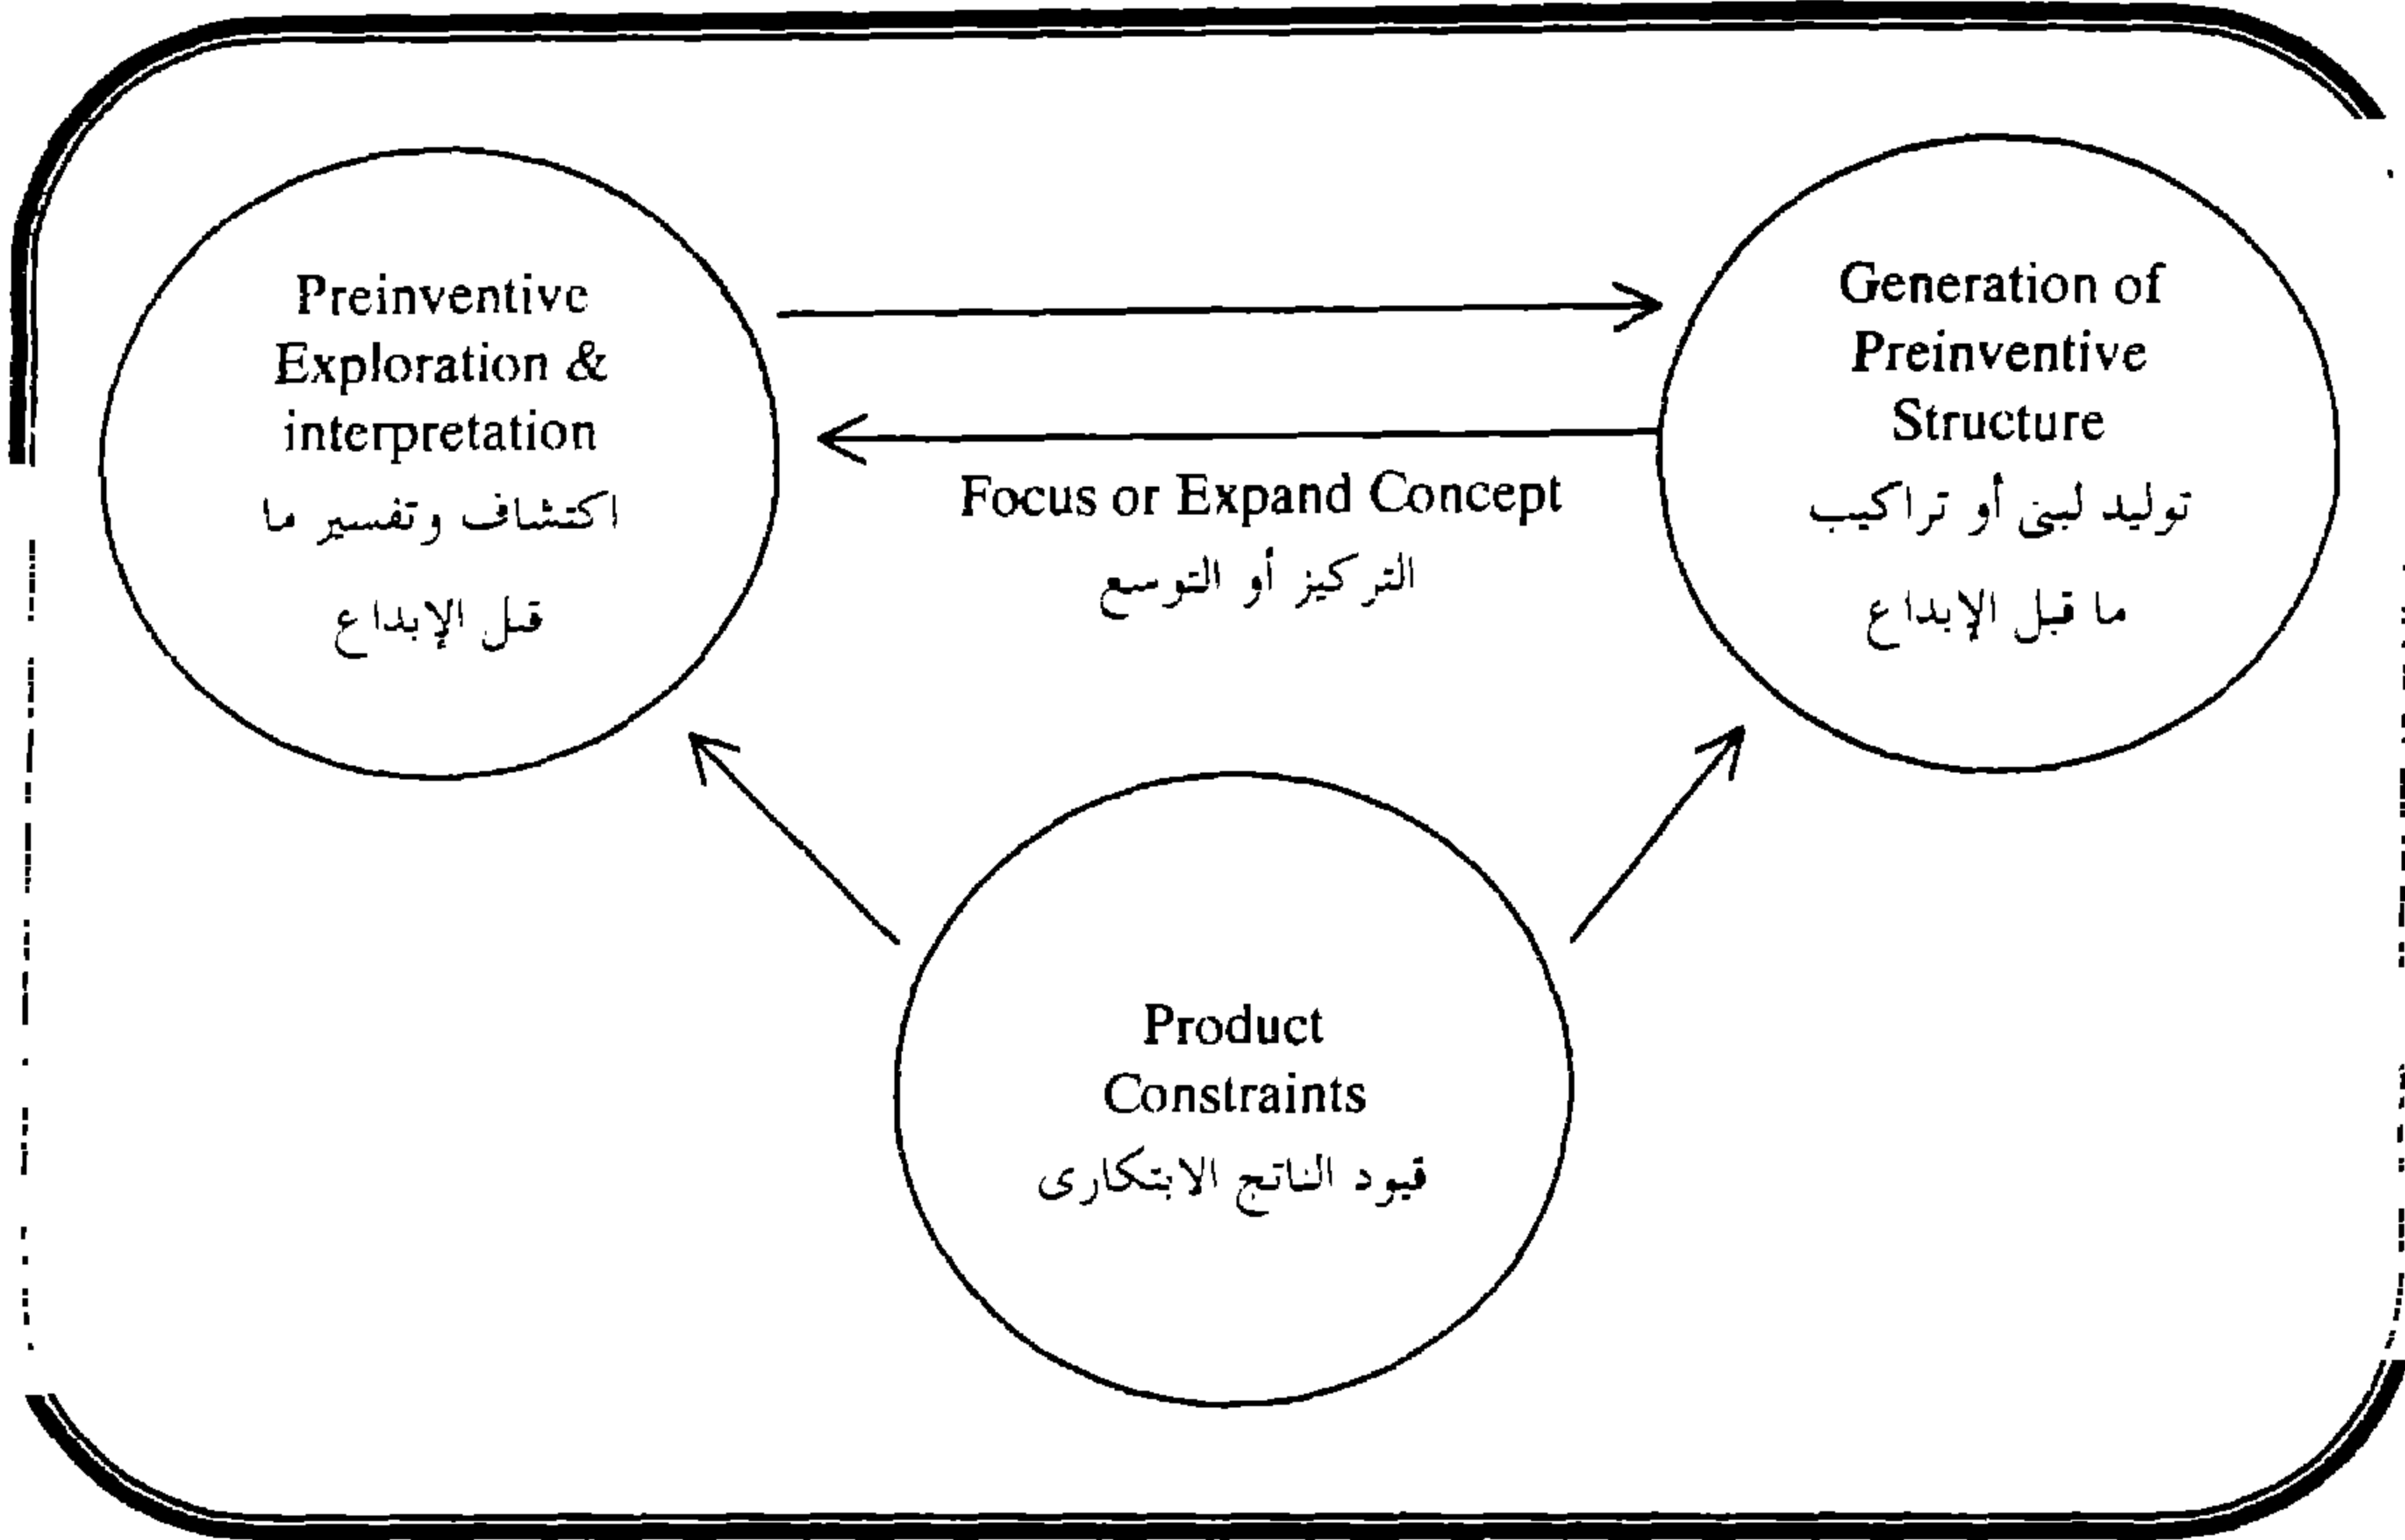 Preinventive
Exploration &
interpretation
اكتشاف وتفسير ما
قبل الإبداع
Focus or Expand Concept
التركيز أو التوسع
Generation of
Preinventive
Structure
توليد لبنى أو تراكيب
ما قبل الإبداع
Product
Constraints
قيود الناتج الابتكارى